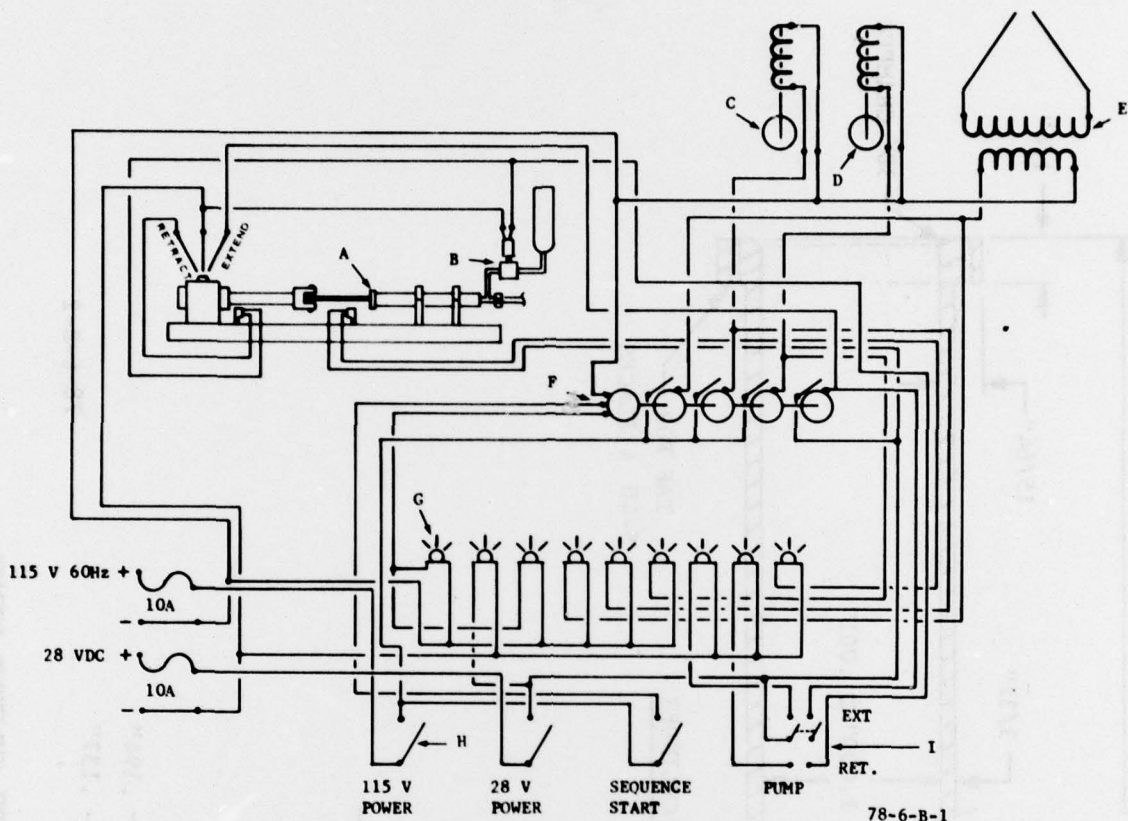 C
D
E
RETRACT
EXTEND
A
B
F
G
115 V 60Hz +
10A
-
28 VDC +
10A
-
H
EXT
I
RET.
115 V
POWER
28 V
POWER
SEQUENCE
START
PUMP
78-6-B-1